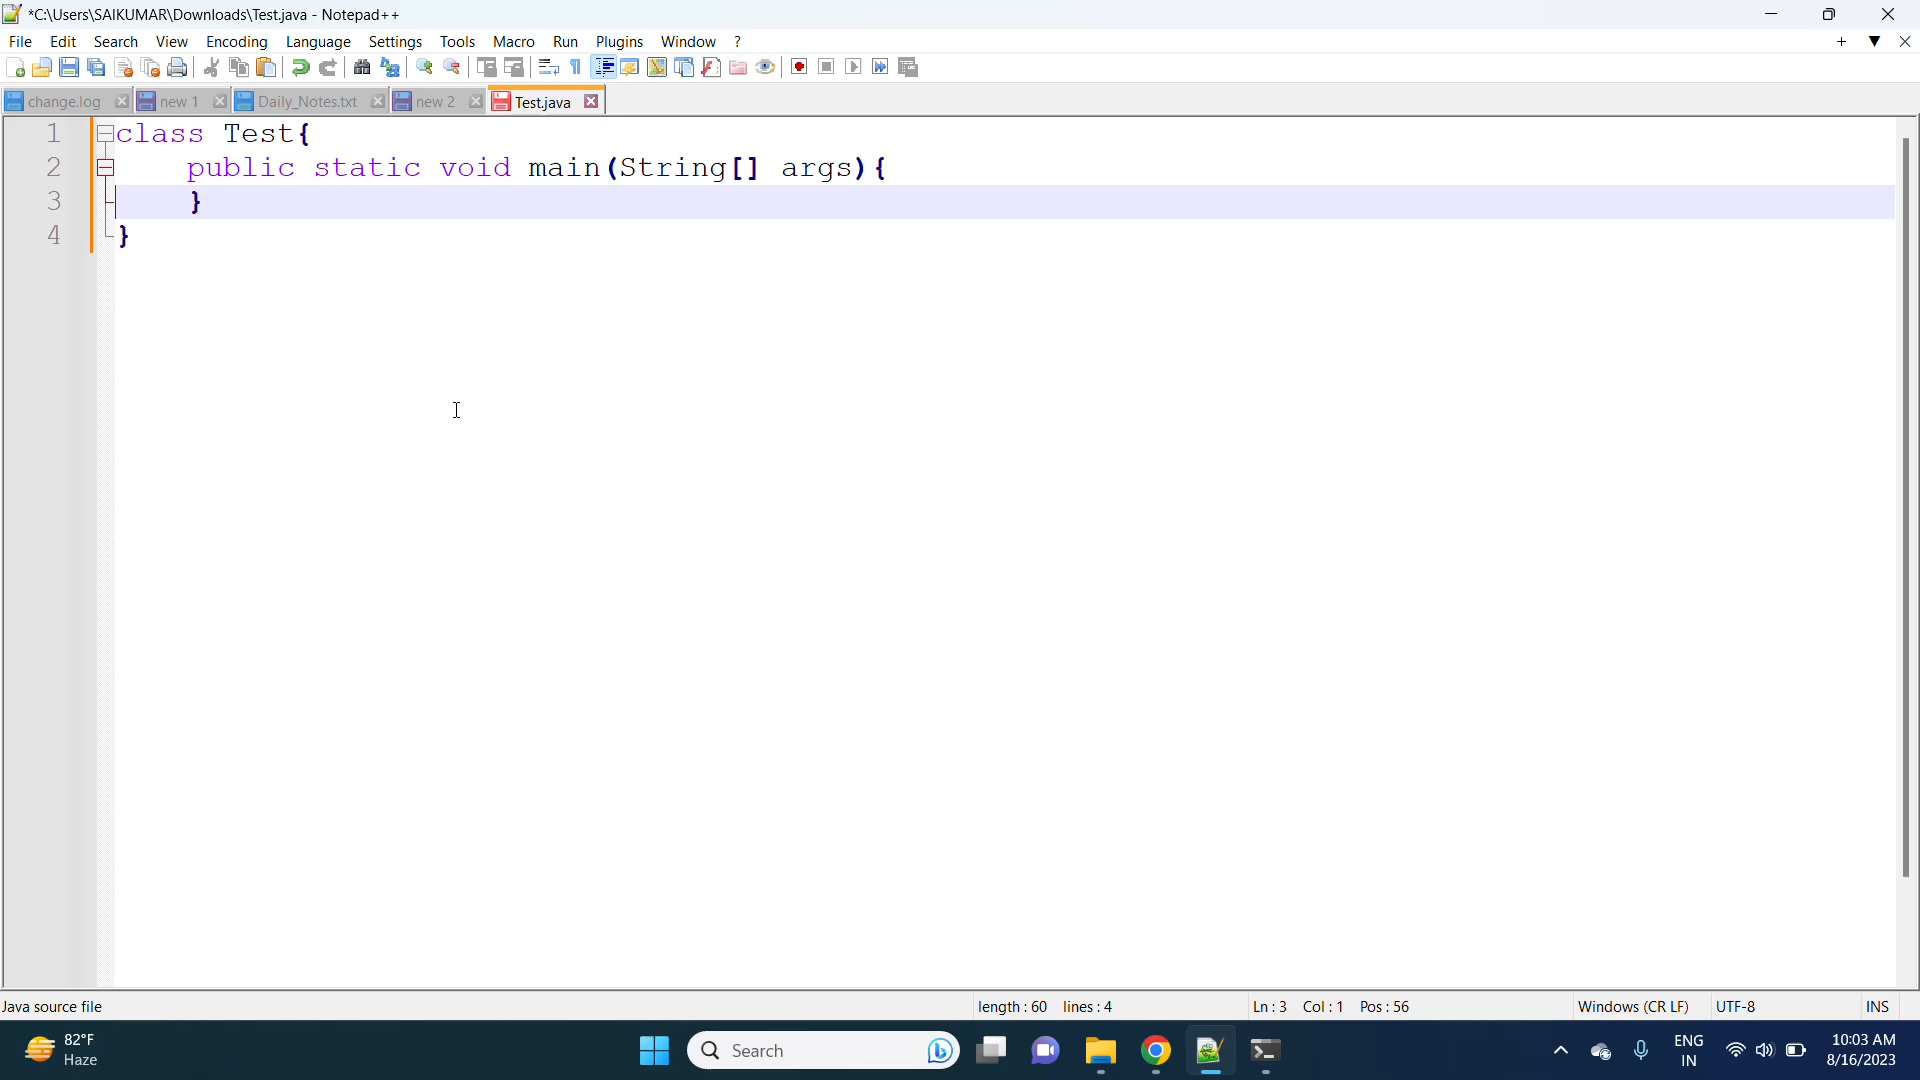 *C:\Users\SAIKUMAR\Downloads\Test.java - Notepad++
File Edit Search View Encoding Language Settings Tools Macro Run Plugins Window ?
change.log new 1 Daily_Notes.txt new 2 Test.java
1 class Test{
2 public static void main(String[] args){
3 }
4 }
Java source file length : 60 lines : 4 Ln : 3 Col : 1 Pos : 56 Windows (CR LF) UTF-8 INS
82°F
Haze
Search
ENG
IN
10:03 AM
8/16/2023